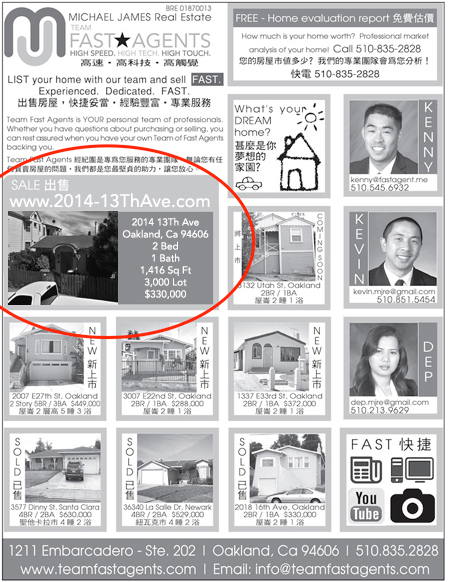 BRE 01870013
MICHAEL JAMES Real Estate
TEAM
FAST★AGENTS
HIGH SPEED. HIGH TECH. HIGH TOUCH.
高速・高科技・高觸覺
LIST your home with our team and sell FAST.
Experienced. Dedicated. FAST.
出售房屋，快捷妥當・經驗豐富・專業服務
Team Fast Agents is YOUR personal team of professionals.
Whether you have questions about purchasing or selling, you
can rest assured when you have your own Team of Fast Agents
backing you.
Team Fast Agents 經紀團是專爲您服務的專業團隊，無論您有任
何買賣房屋的問題，我們都是您最堅貞的助力，讓您放心
FREE - Home evaluation report 免費估價
How much is your home worth? Professional market
analysis of your home! Call 510-835-2828
您的房屋市值多少？我們的專業團隊會爲您分析！
快電 510-835-2828
What's your
DREAM
home?
甚麼是你
夢想的
家園?
KENNY
kenny@fastagent.me
510.545.6932
SALE 出售
www.2014-13ThAve.com
2014 13Th Ave
Oakland, Ca 94606
2 Bed
1 Bath
1,416 Sq Ft
3,000 Lot
$330,000
將上市
COMING SOON
3132 Utah St, Oakland
2BR / 1BA
屋崙 2 睡 1 浴
KEVIN
kevin.mjre@gmail.com
510.851.5454
NEW 新上市
2007 E27th St, Oakland
2 Story 5BR / 3BA $449,000
屋崙 2 層高 5 睡 3 浴
NEW 新上市
3007 E22nd St, Oakland
2BR / 1BA $288,000
屋崙 2 睡 1 浴
NEW 新上市
1337 E33rd St, Oakland
2BR / 1BA $372,000
屋崙 2 睡 1 浴
DEP
dep.mjre@gmail.com
510.213.9629
SOLD 已售
3577 Dinny St, Santa Clara
4BR / 2BA $630,000
聖他卡拉市 4 睡 2 浴
SOLD 已售
36340 La Salle Dr, Newark
4BR / 2BA $529,000
紐瓦克市 4 睡 2 浴
SOLD 已售
2018 16th Ave, Oakland
2BR / 1BA $330,000
屋崙 2 睡 1 浴
FAST 快捷
You Tube
1211 Embarcadero - Ste. 202 | Oakland, Ca 94606 | 510.835.2828
www.teamfastagents.com | Email: info@teamfastagents.com